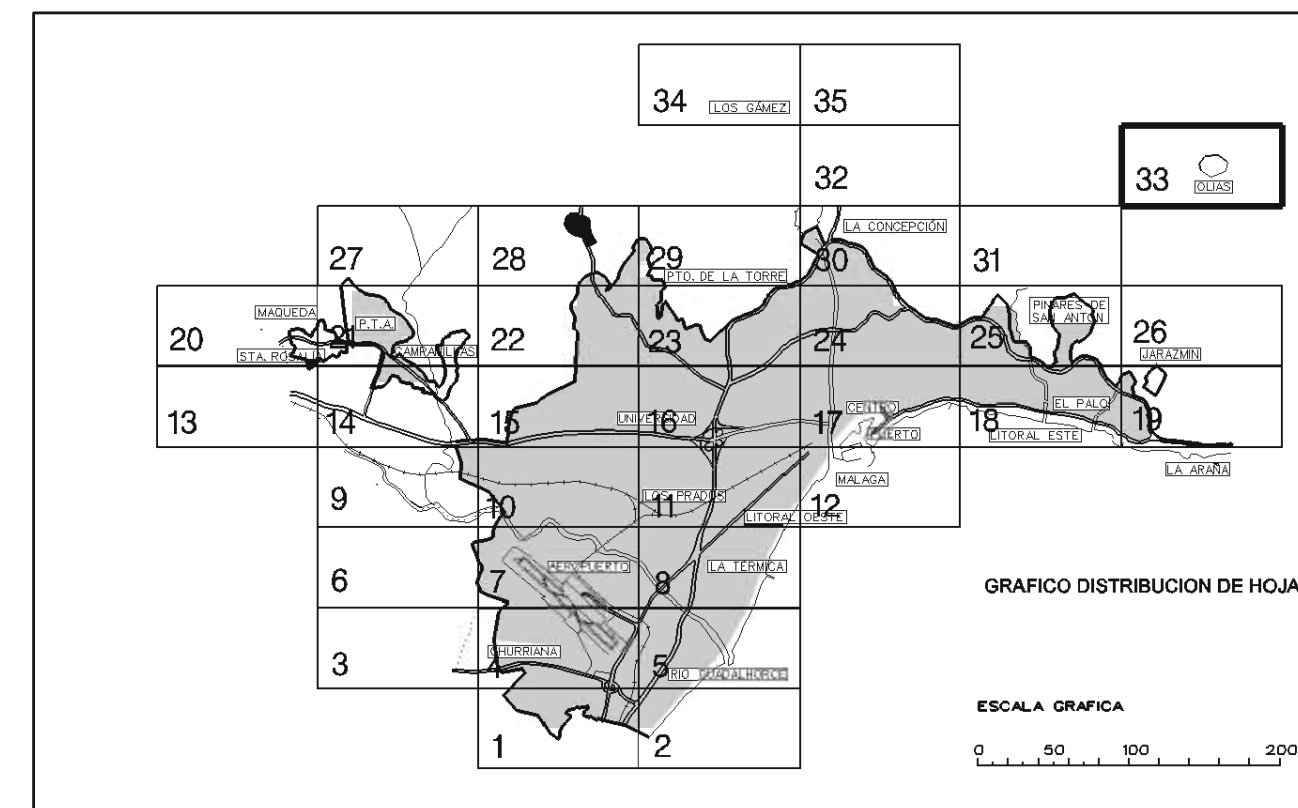 34 LOS GÁMEZ 35
32 33 OLIAS
LA CONCEPCIÓN
27 28 29 30 31
PTO. DE LA TORRE
MAQUEDA P.T.A. PINARES DE SAN ANTÓN
20 STA. ROSALIA 21 CAMPANILLAS 22 23 24 25 26
JARAZMIN
13 14 15 UNIVERSIDAD 16 17 CENTRO 18 EL PALO 19
PUERTO LITORAL ESTE
LA ARAÑA
MALAGA
9 10 LOS PRADOS 11 12
LITORAL OESTE
6 7 AEROPUERTO 8 LA TÉRMICA
GRAFICO DISTRIBUCION DE HOJA
3 CHURRIANA 5 RIO GUADALHORCE
ESCALA GRAFICA
1 2
0 50 100 200